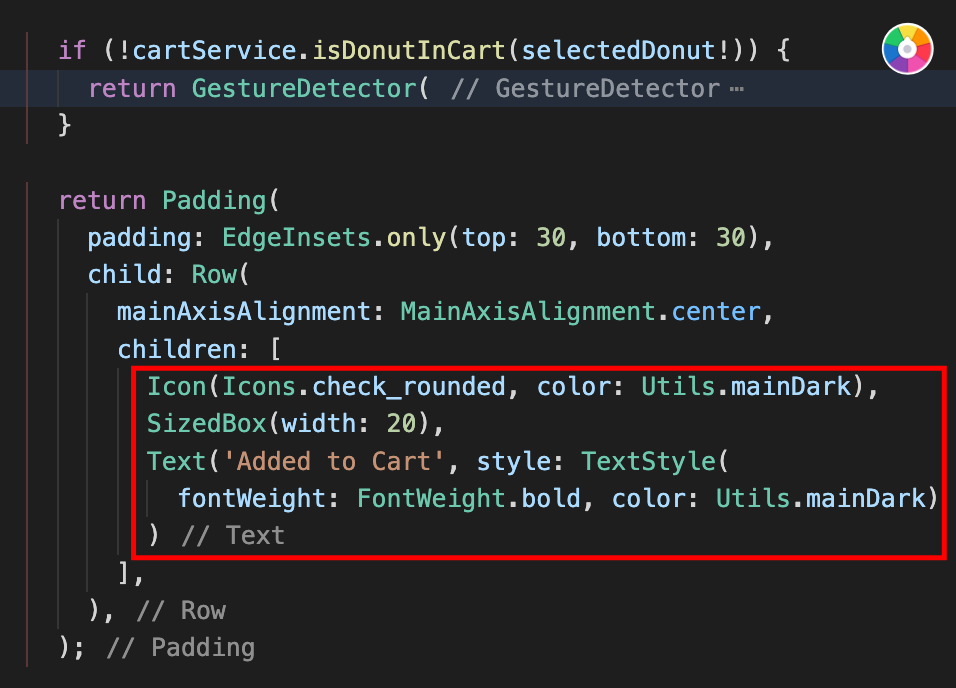 if (!cartService.isDonutInCart(selectedDonut!)) {
return GestureDetector( // GestureDetector ⋯
}
return Padding(
padding: EdgeInsets.only(top: 30, bottom: 30),
child: Row(
mainAxisAlignment: MainAxisAlignment.center,
children: [
Icon(Icons.check_rounded, color: Utils.mainDark),
SizedBox(width: 20),
Text('Added to Cart', style: TextStyle(
fontWeight: FontWeight.bold, color: Utils.mainDark)
) // Text
],
), // Row
); // Padding